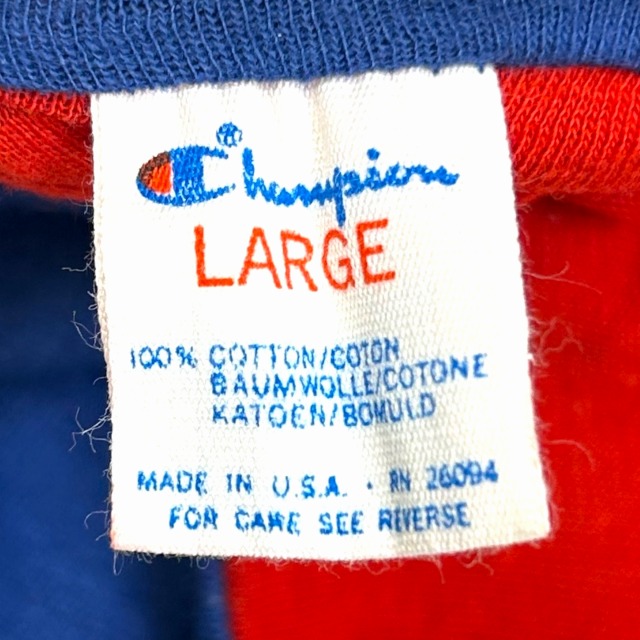 Champion®
LARGE
100% COTTON/COTON
BAUMWOLLE/COTONE
KATOEN/BOMULD
MADE IN U.S.A. · RN 26094
FOR CARE SEE REVERSE